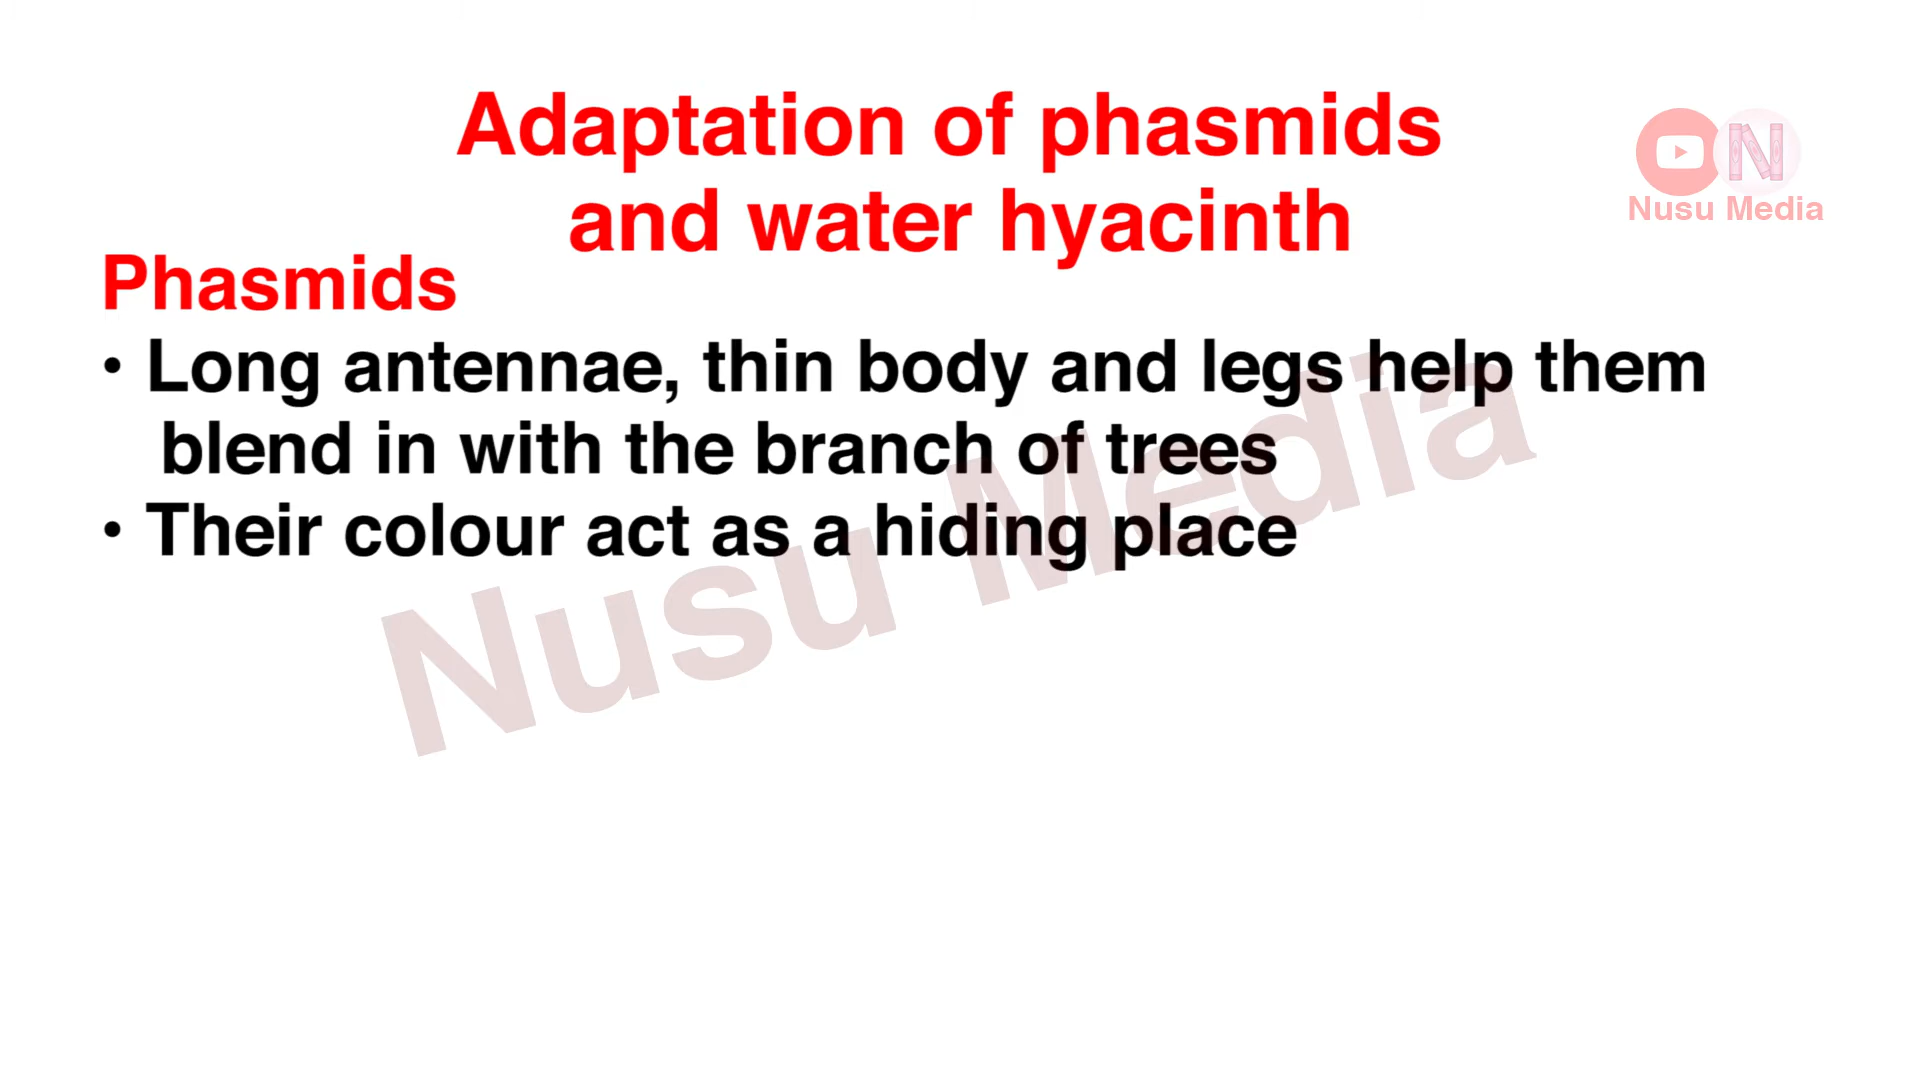 Adaptation of phasmids
and water hyacinth
Nusu Media
Phasmids
• Long antennae, thin body and legs help them
blend in with the branch of trees
• Their colour act as a hiding place
Nusu Media